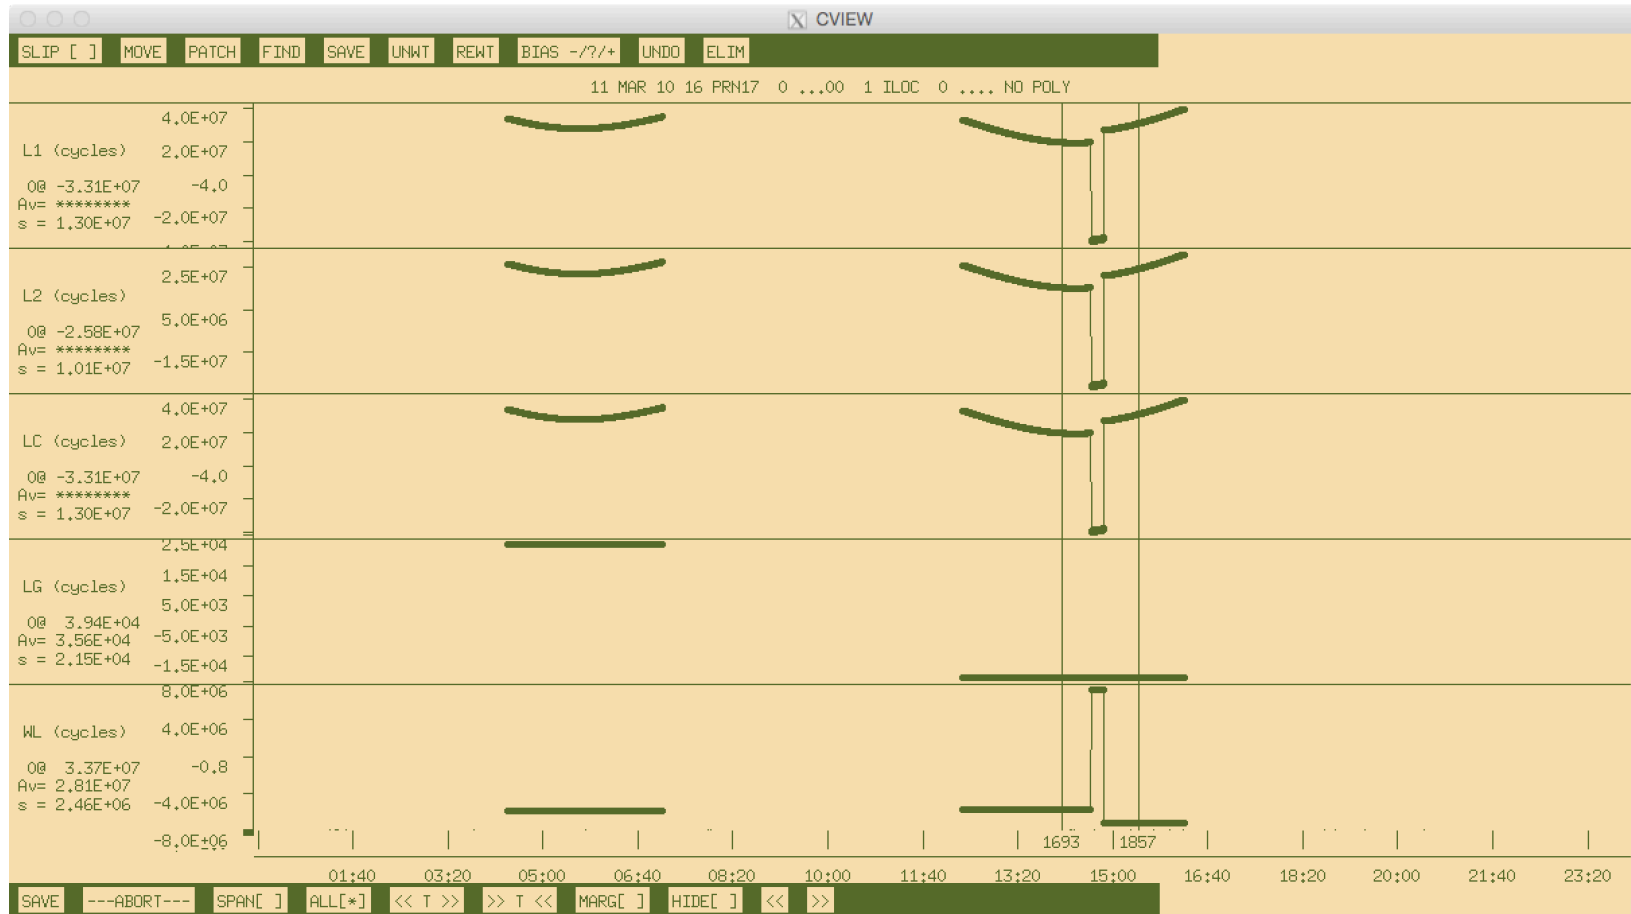 CVIEW
SLIP [ ] MOVE PATCH FIND SAVE UNWT REWT BIAS -/?/+ UNDO ELIM
11 MAR 10 16 PRN17 0 ...00 1 ILOC 0 .... NO POLY
4.0E+07
L1 (cycles) 2.0E+07
0@ -3.31E+07 -4.0
Av= ********
-2.0E+07
s = 1.30E+07
2.5E+07
L2 (cycles)
5.0E+06
0@ -2.58E+07
Av= ********
-1.5E+07
s = 1.01E+07
4.0E+07
LC (cycles) 2.0E+07
0@ -3.31E+07 -4.0
Av= ********
-2.0E+07
s = 1.30E+07
2.5E+04
1.5E+04
LG (cycles)
5.0E+03
0@ 3.94E+04
Av= 3.56E+04 -5.0E+03
s = 2.15E+04 -1.5E+04
8.0E+06
WL (cycles) 4.0E+06
0@ 3.37E+07 -0.8
Av= 2.81E+07
s = 2.46E+06 -4.0E+06
-8.0E+06 1693 1857
01:40 03:20 05:00 06:40 08:20 10:00 11:40 13:20 15:00 16:40 18:20 20:00 21:40 23:20
SAVE ---ABORT--- SPAN[ ] ALL[*] << T >> >> T << MARG[ ] HIDE[ ] << >>